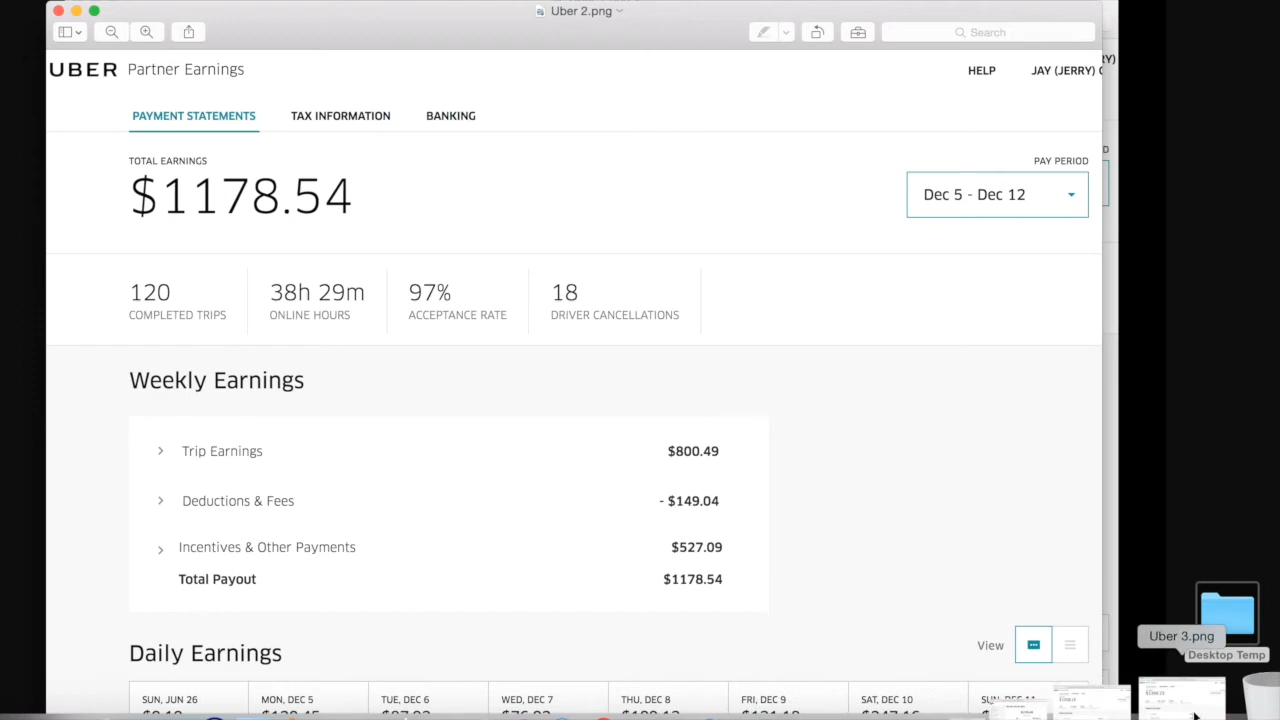 Uber 2.png
Search
UBER Partner Earnings
HELP
JAY (JERRY)
PAYMENT STATEMENTS
TAX INFORMATION
BANKING
TOTAL EARNINGS
$1178.54
PAY PERIOD
Dec 5 - Dec 12
120
COMPLETED TRIPS
38h 29m
ONLINE HOURS
97%
ACCEPTANCE RATE
18
DRIVER CANCELLATIONS
Weekly Earnings
Trip Earnings $800.49
Deductions & Fees - $149.04
Incentives & Other Payments $527.09
Total Payout $1178.54
Daily Earnings
View
Uber 3.png
Desktop Temp
SUN, JUN 26 MON, DEC 5 TUE, DEC 6 WED, DEC 7 THU, DEC 8 FRI, DEC 9 SAT, DEC 10